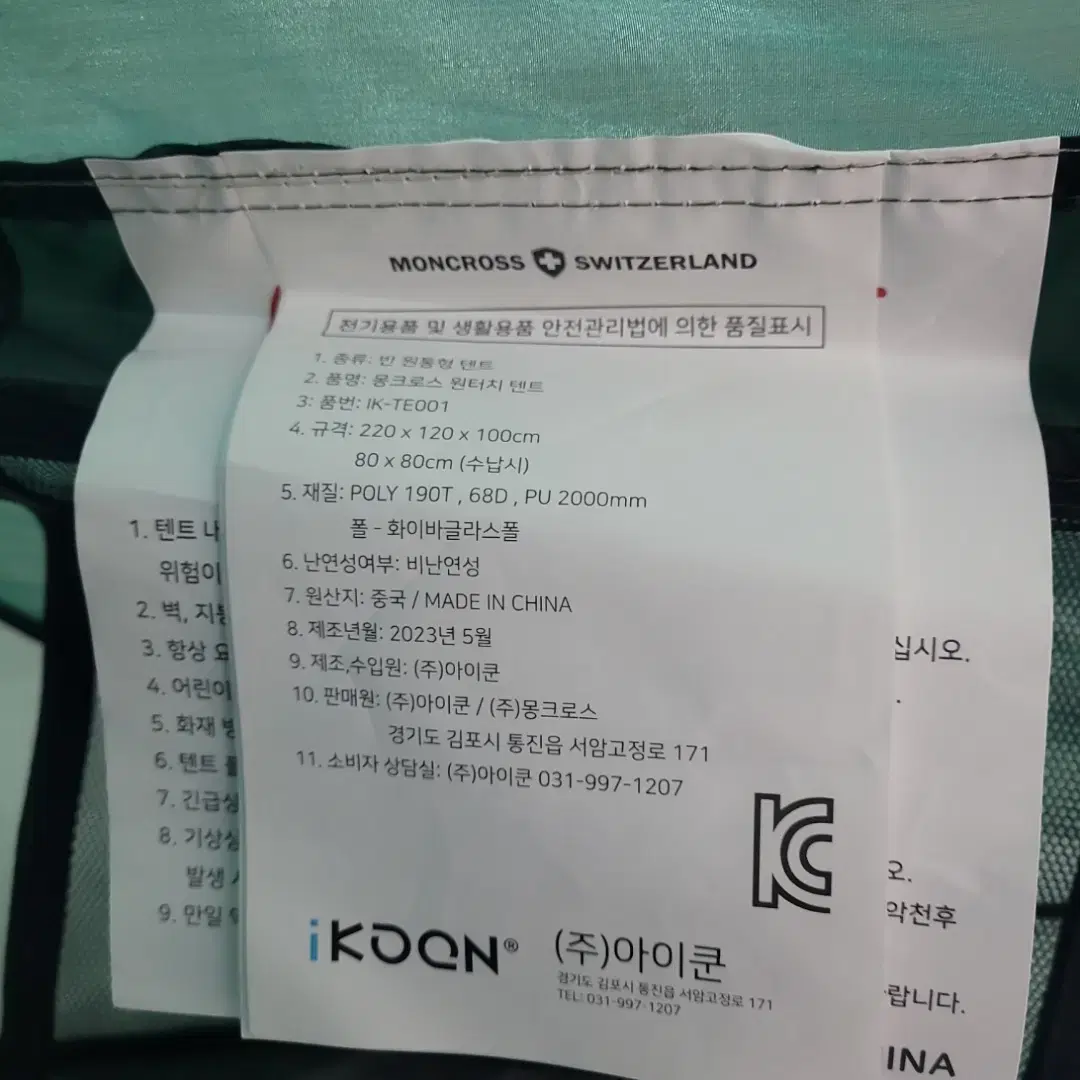 MONCROSS SWITZERLAND
전기용품 및 생활용품 안전관리법에 의한 품질표시
1. 종류: 반 원통형 텐트
2. 품명: 몽크로스 원터치 텐트
3: 품번: IK-TE001
4. 규격: 220 x 120 x 100cm
80 x 80cm (수납시)
5. 재질: POLY 190T , 68D , PU 2000mm
폴 - 화이바글라스폴
6. 난연성여부: 비난연성
7. 원산지: 중국 / MADE IN CHINA
8. 제조년월: 2023년 5월
9. 제조,수입원: (주)아이쿤
10. 판매원: (주)아이쿤 / (주)몽크로스
경기도 김포시 통진읍 서암고정로 171
11. 소비자 상담실: (주)아이쿤 031-997-1207
KC
iKOON® (주)아이쿤
경기도 김포시 통진읍 서암고정로 171
TEL: 031-997-1207
1. 텐트
위험이
2. 벽,
3. 항상
4. 어린이
5. 화재
6. 텐트
7. 긴급
8. 기상
발생
9. 만일
십시오.
오.
악천후
랍니다.
INA